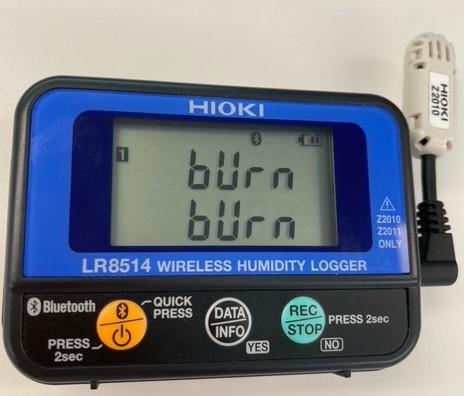 HIOKI
1
bUrn
bUrn
HIOKI
Z2010
⚠
Z2010
Z2011
ONLY
LR8514 WIRELESS HUMIDITY LOGGER
Bluetooth
QUICK
PRESS
PRESS
2sec
DATA
INFO
YES
REC
STOP
PRESS 2sec
NO